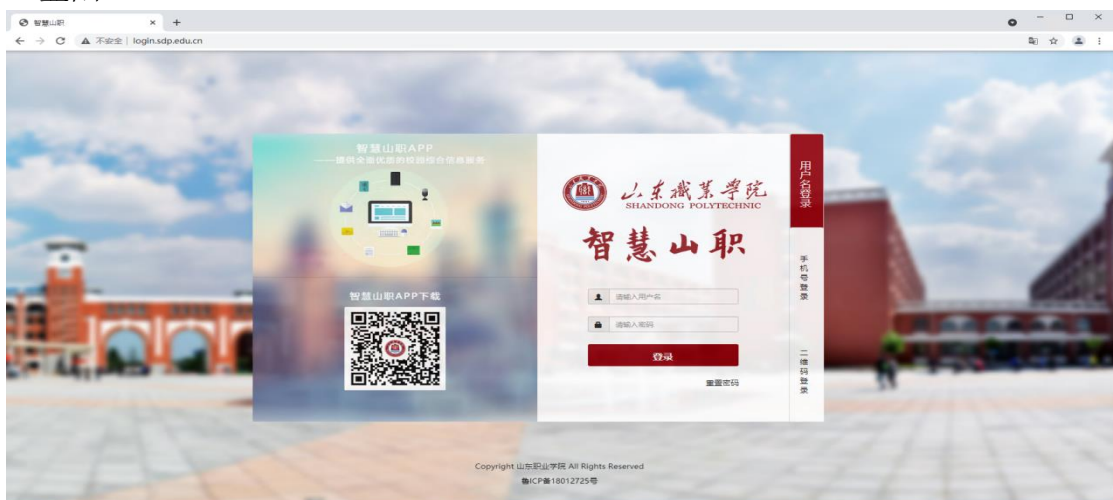 智慧山职
不安全 | login.sdp.edu.cn
智慧山职APP
——提供全面优质的校园综合信息服务
智慧山职APP下载
山东职业学院
SHANDONG POLYTECHNIC
智慧山职
请输入用户名
请输入密码
登录
重置密码
用户名登录
手机号登录
二维码登录
Copyright 山东职业学院 All Rights Reserved
鲁ICP备18012725号